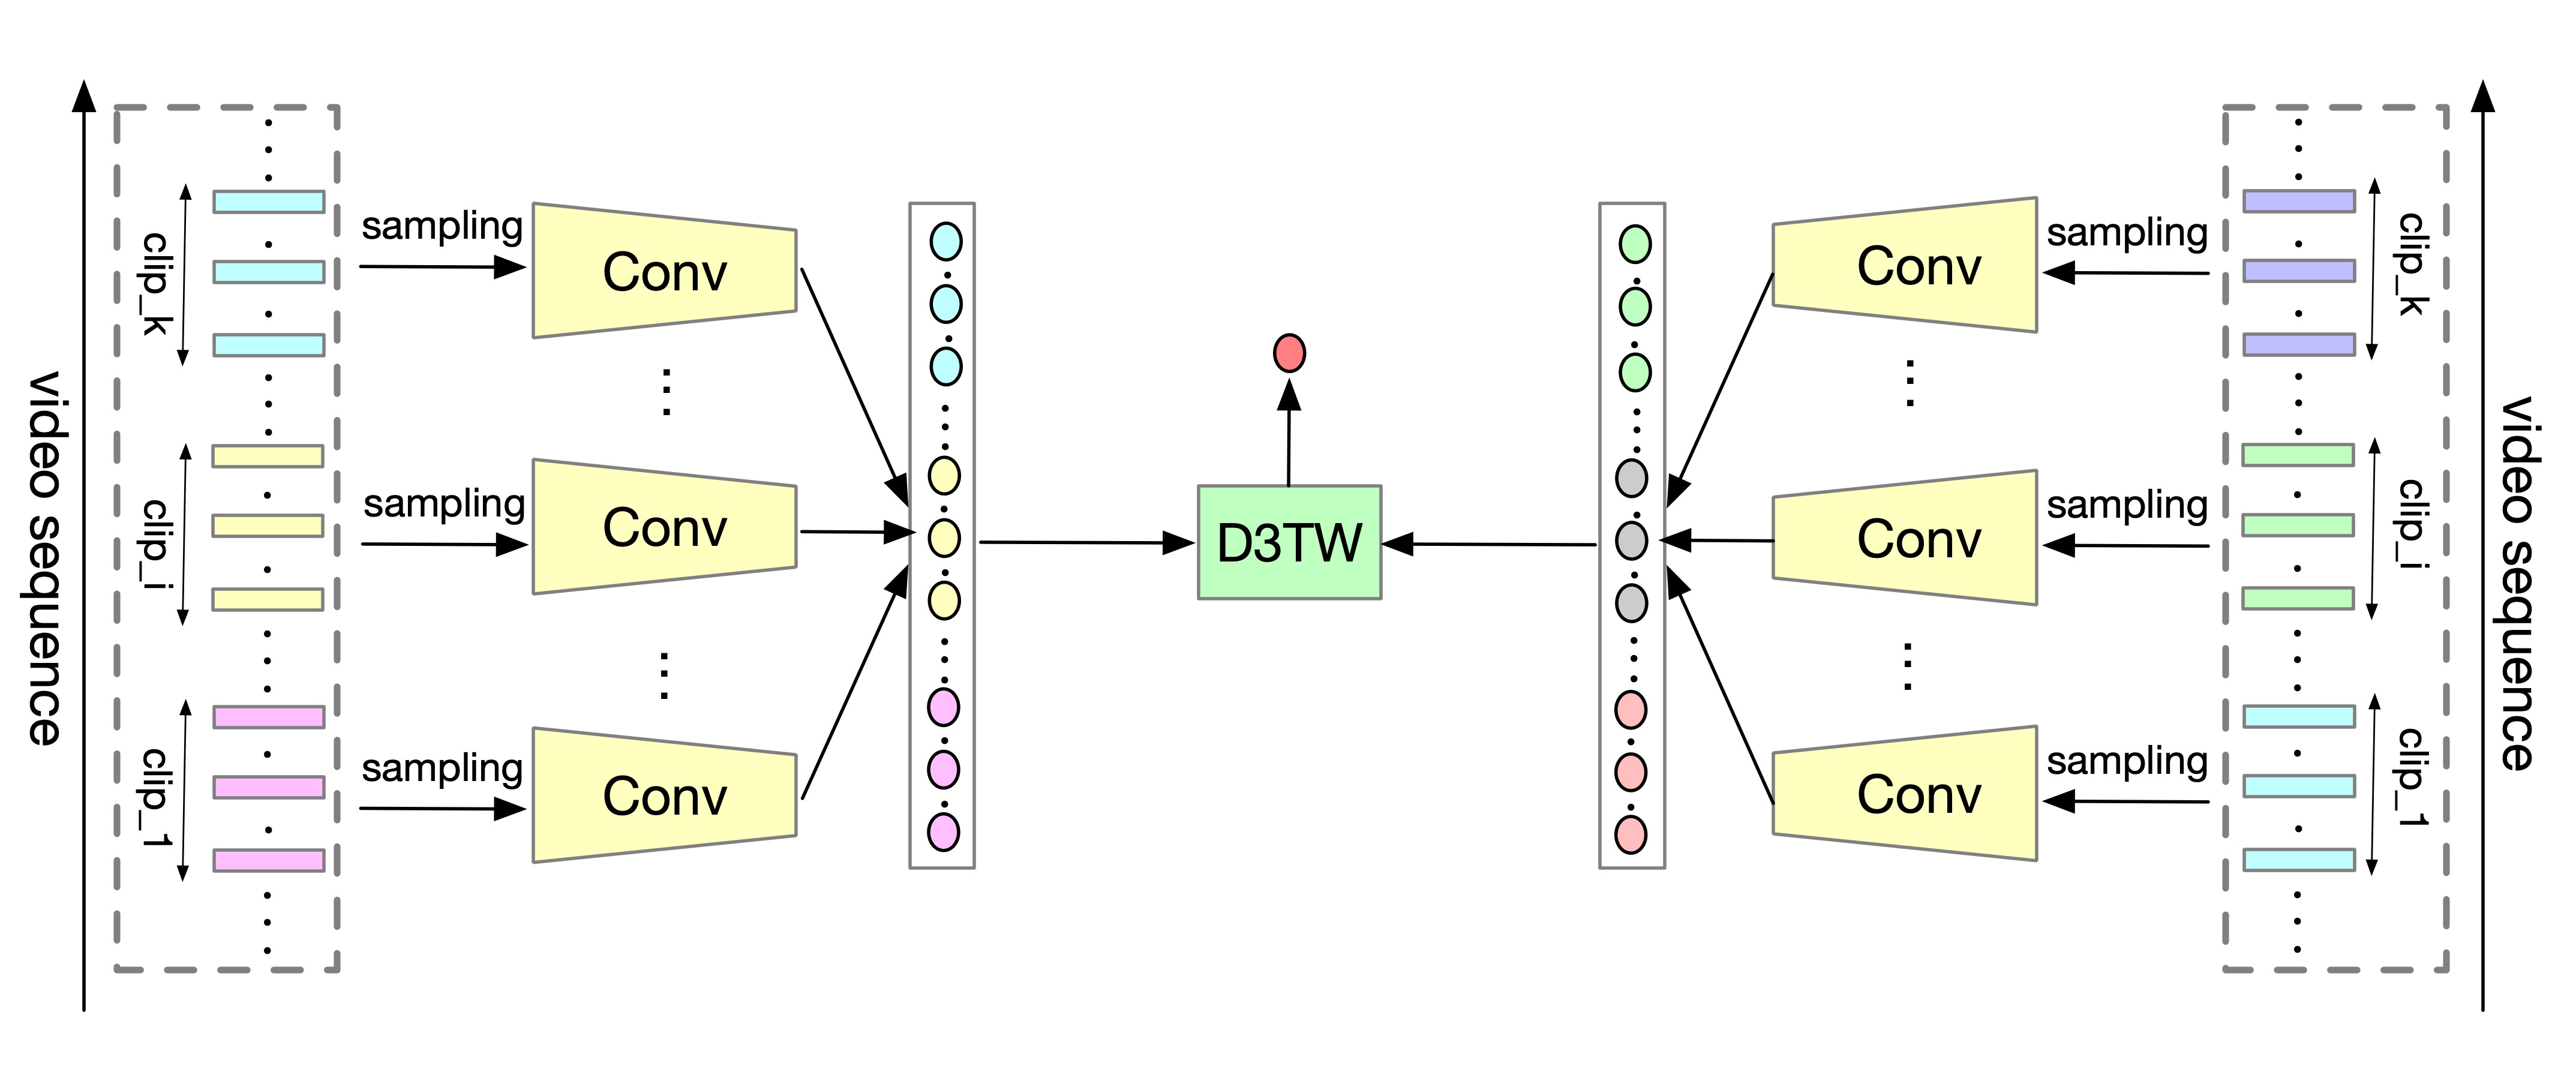 video sequence
clip_k
clip_i
clip_1
sampling
sampling
sampling
Conv
Conv
Conv
D3TW
Conv
Conv
Conv
sampling
sampling
sampling
clip_k
clip_i
clip_1
video sequence